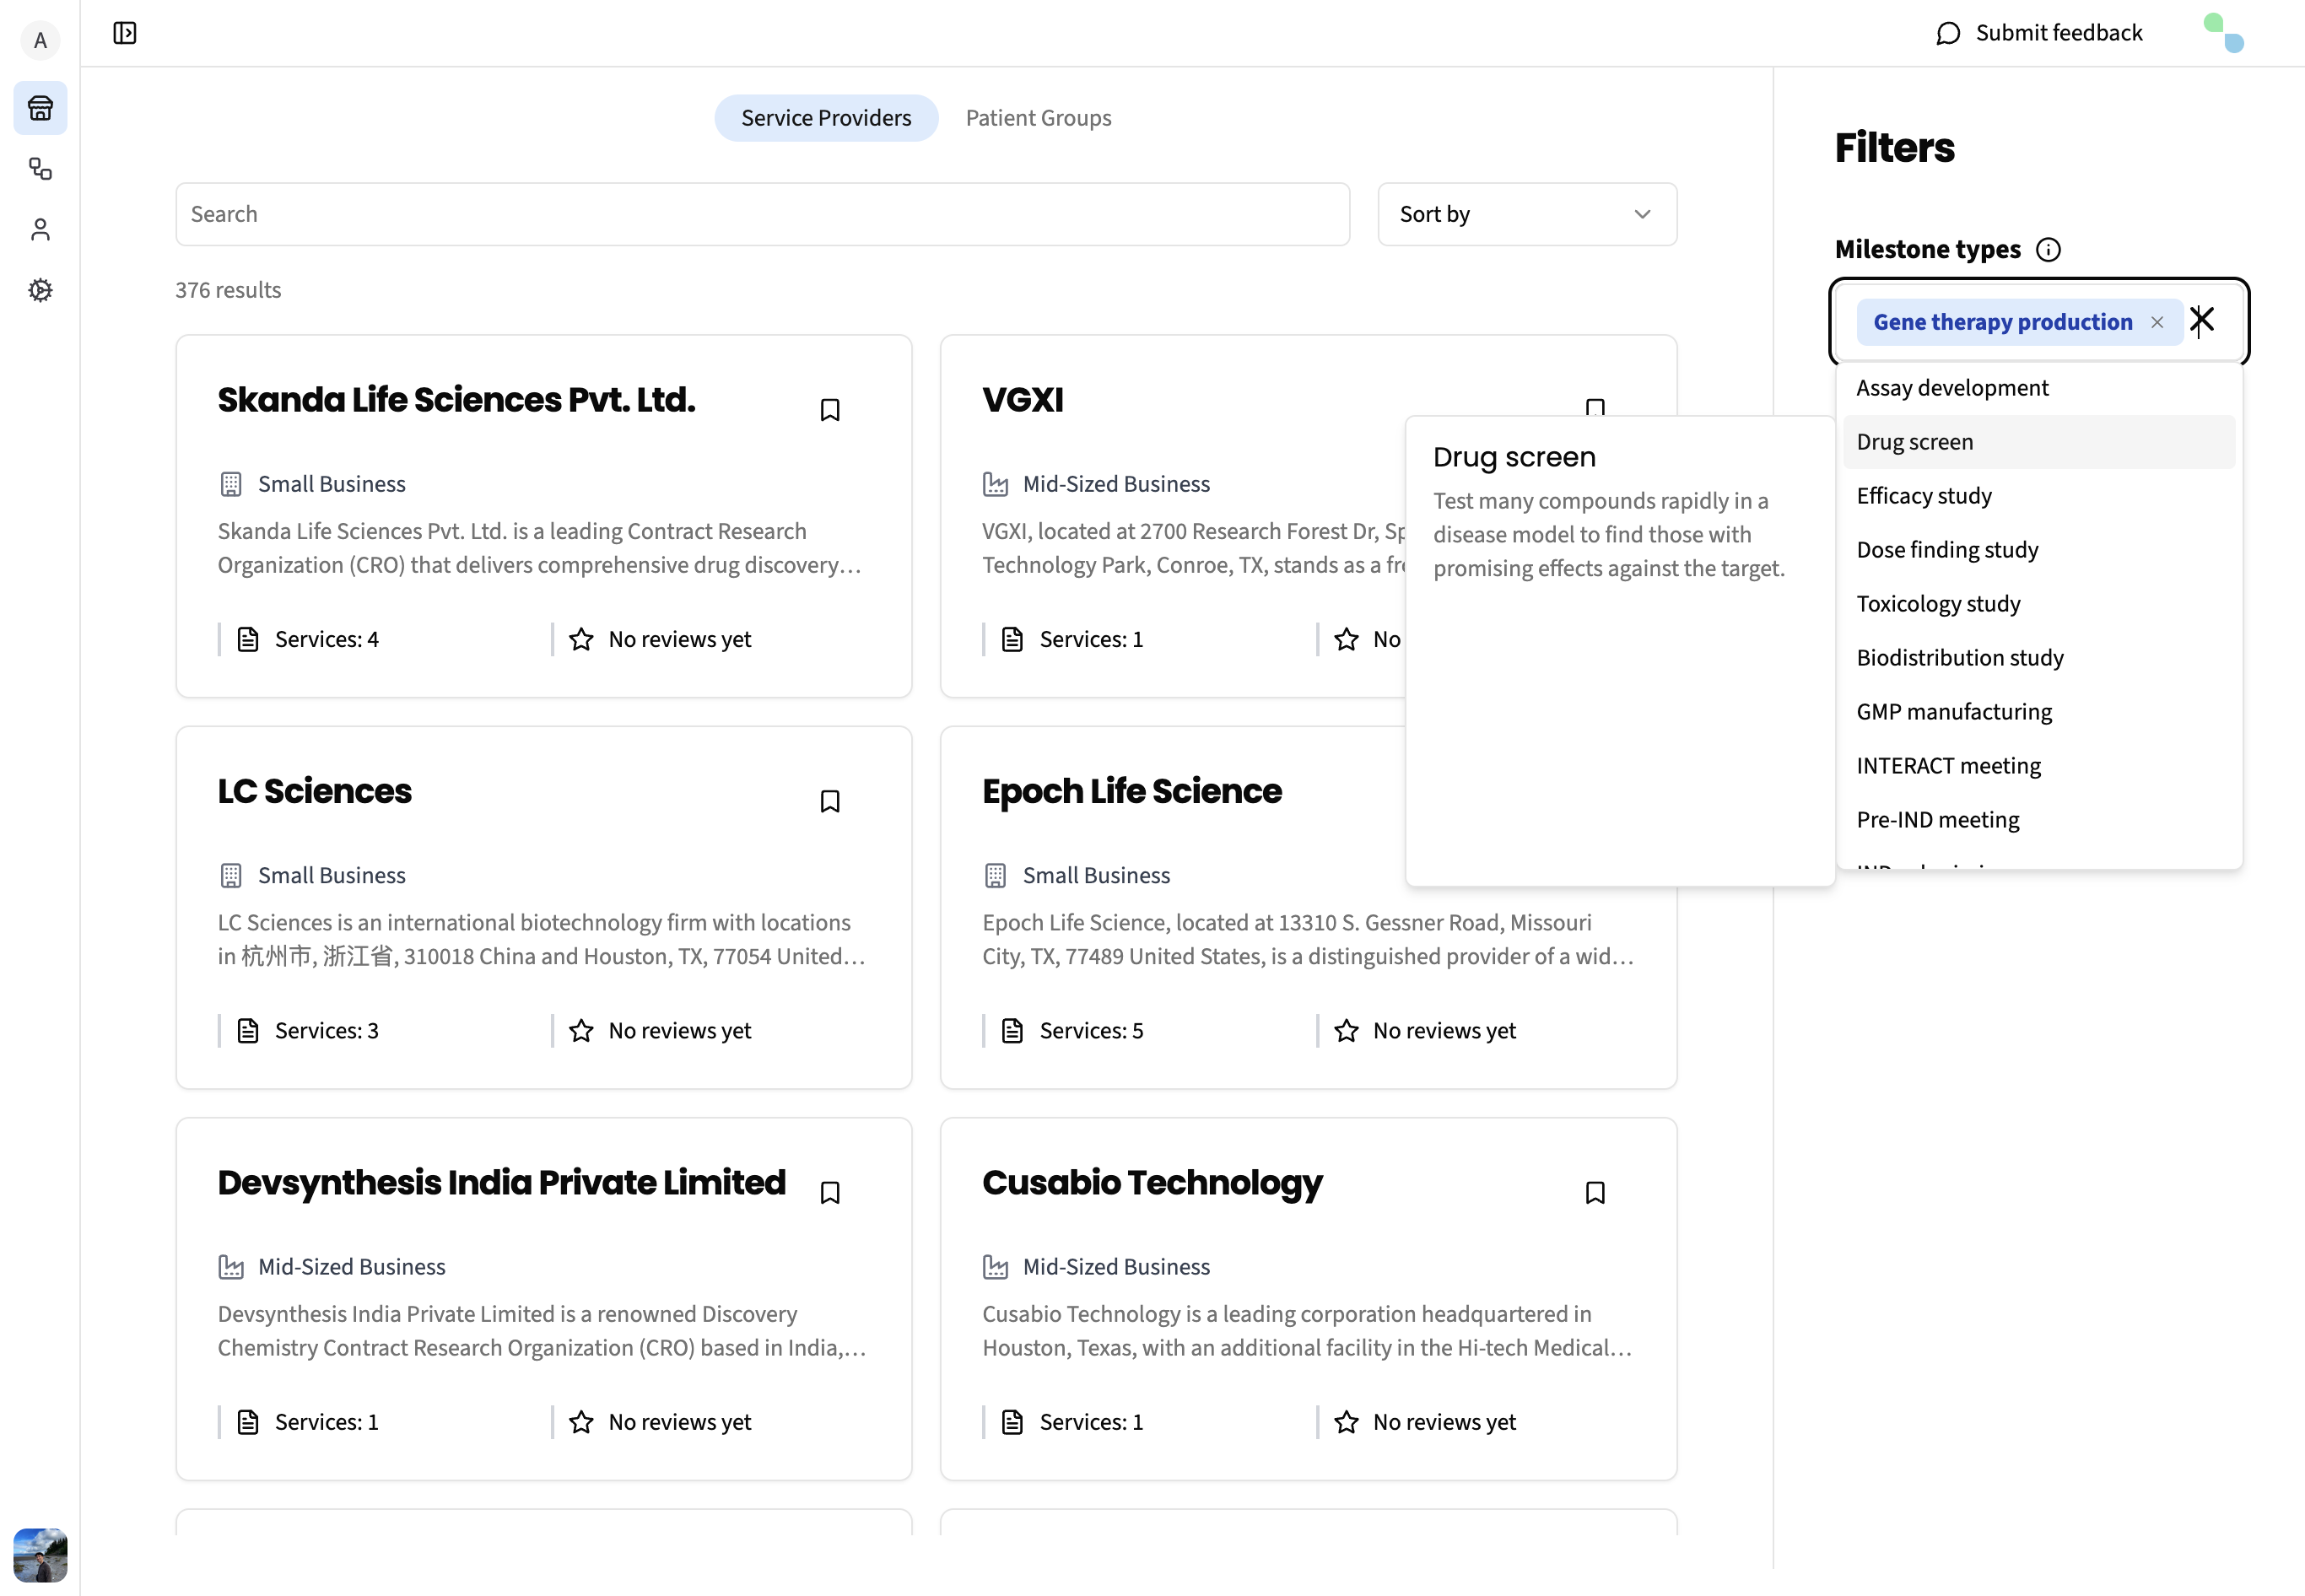 A
Submit feedback
Service Providers
Patient Groups
Search
Sort by
376 results
Skanda Life Sciences Pvt. Ltd.
Small Business
Skanda Life Sciences Pvt. Ltd. is a leading Contract Research
Organization (CRO) that delivers comprehensive drug discovery…
Services: 4
No reviews yet
VGXI
Mid-Sized Business
VGXI, located at 2700 Research Forest Dr, Sp
Technology Park, Conroe, TX, stands as a fr
Services: 1
No
LC Sciences
Small Business
LC Sciences is an international biotechnology firm with locations
in 杭州市, 浙江省, 310018 China and Houston, TX, 77054 United…
Services: 3
No reviews yet
Epoch Life Science
Small Business
Epoch Life Science, located at 13310 S. Gessner Road, Missouri
City, TX, 77489 United States, is a distinguished provider of a wid…
Services: 5
No reviews yet
Devsynthesis India Private Limited
Mid-Sized Business
Devsynthesis India Private Limited is a renowned Discovery
Chemistry Contract Research Organization (CRO) based in India,…
Services: 1
No reviews yet
Cusabio Technology
Mid-Sized Business
Cusabio Technology is a leading corporation headquartered in
Houston, Texas, with an additional facility in the Hi-tech Medical…
Services: 1
No reviews yet
Drug screen
Test many compounds rapidly in a
disease model to find those with
promising effects against the target.
Filters
Milestone types
Gene therapy production
Assay development
Drug screen
Efficacy study
Dose finding study
Toxicology study
Biodistribution study
GMP manufacturing
INTERACT meeting
Pre-IND meeting